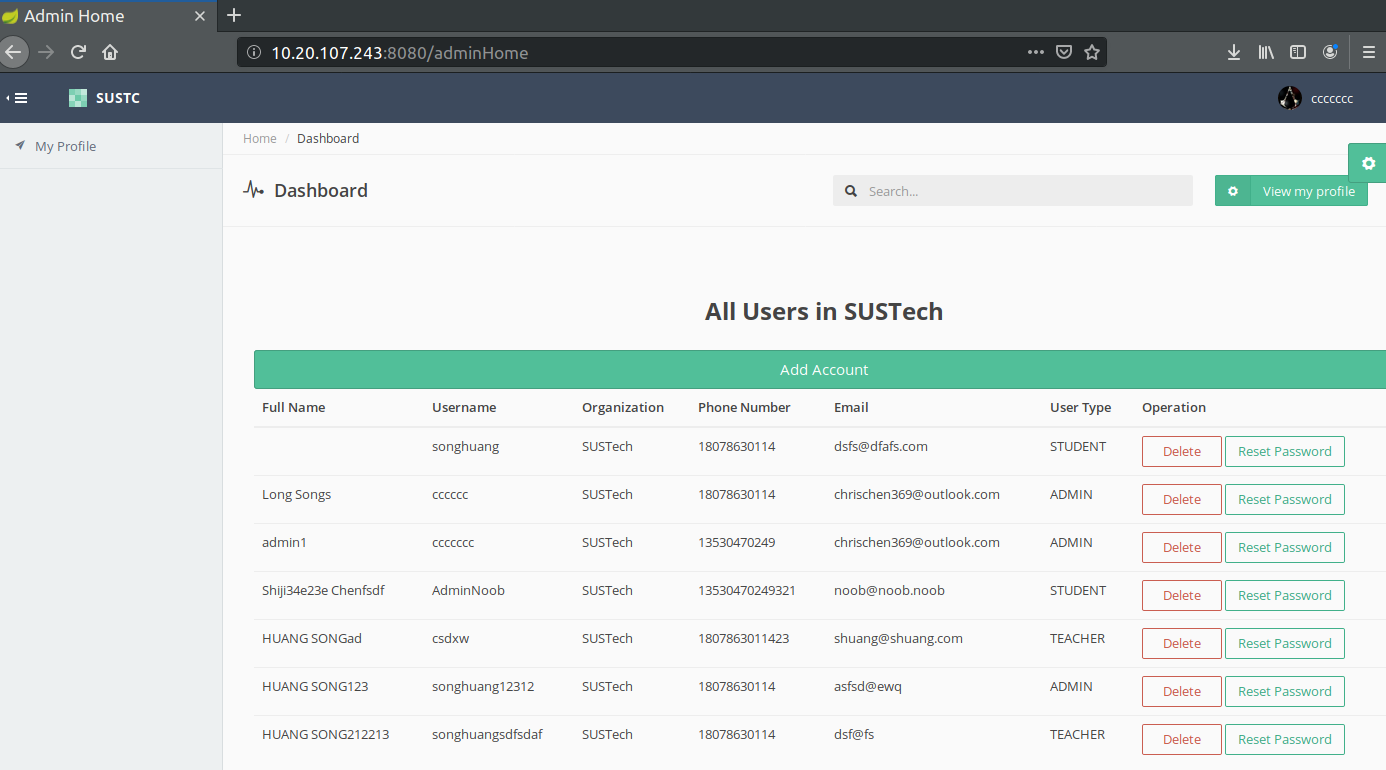 Admin Home
10.20.107.243:8080/adminHome
SUSTC
ccccccc
My Profile
Home / Dashboard
Dashboard
Search...
View my profile
All Users in SUSTech
Add Account
Full Name Username Organization Phone Number Email User Type Operation
songhuang SUSTech 18078630114 dsfs@dfafs.com STUDENT Delete Reset Password
Long Songs cccccc SUSTech 18078630114 chrischen369@outlook.com ADMIN Delete Reset Password
admin1 ccccccc SUSTech 13530470249 chrischen369@outlook.com ADMIN Delete Reset Password
Shiji34e23e Chenfsdf AdminNoob SUSTech 13530470249321 noob@noob.noob STUDENT Delete Reset Password
HUANG SONGad csdxw SUSTech 1807863011423 shuang@shuang.com TEACHER Delete Reset Password
HUANG SONG123 songhuang12312 SUSTech 18078630114 asfsd@ewq ADMIN Delete Reset Password
HUANG SONG212213 songhuangsdfsdaf SUSTech 18078630114 dsf@fs TEACHER Delete Reset Password